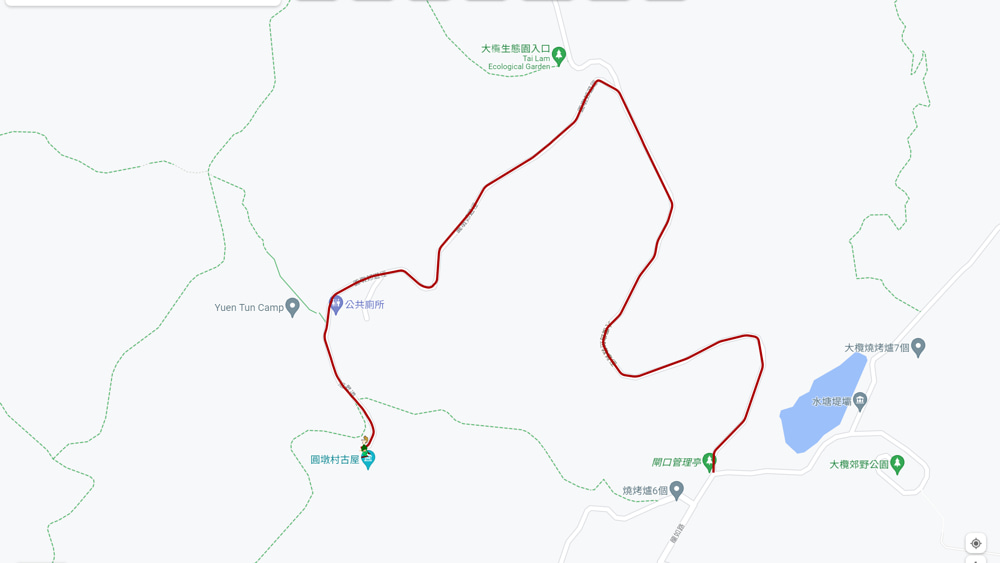 大欖生態園入口
Tai Lam
Ecological Garden
Yuen Tun Camp
公共廁所
大欖燒烤爐7個
水塘堤壩
圓墩村古屋
閘口管理亭
大欖郊野公園
燒烤爐6個